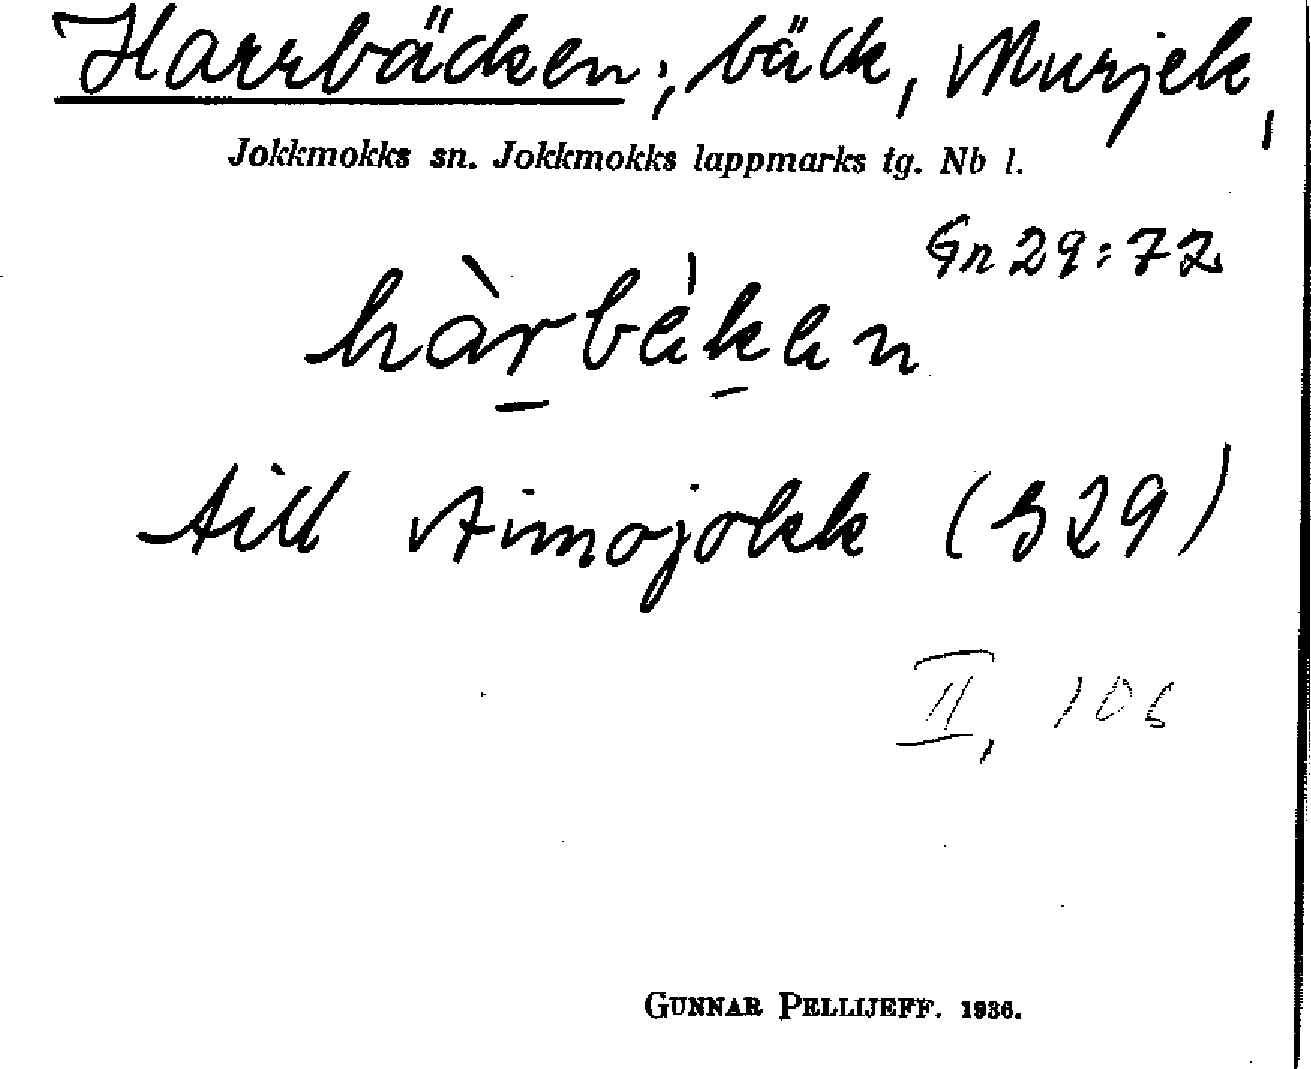 Harrbäcken, bäck, Murjek,
Jokkmokks sn. Jokkmokks lappmarks tg. Nb l.
Gn 29:72
hàrbèkan
till Aimojokk (329)
II, 106
GUNNAR PELLIJEFF. 1936.